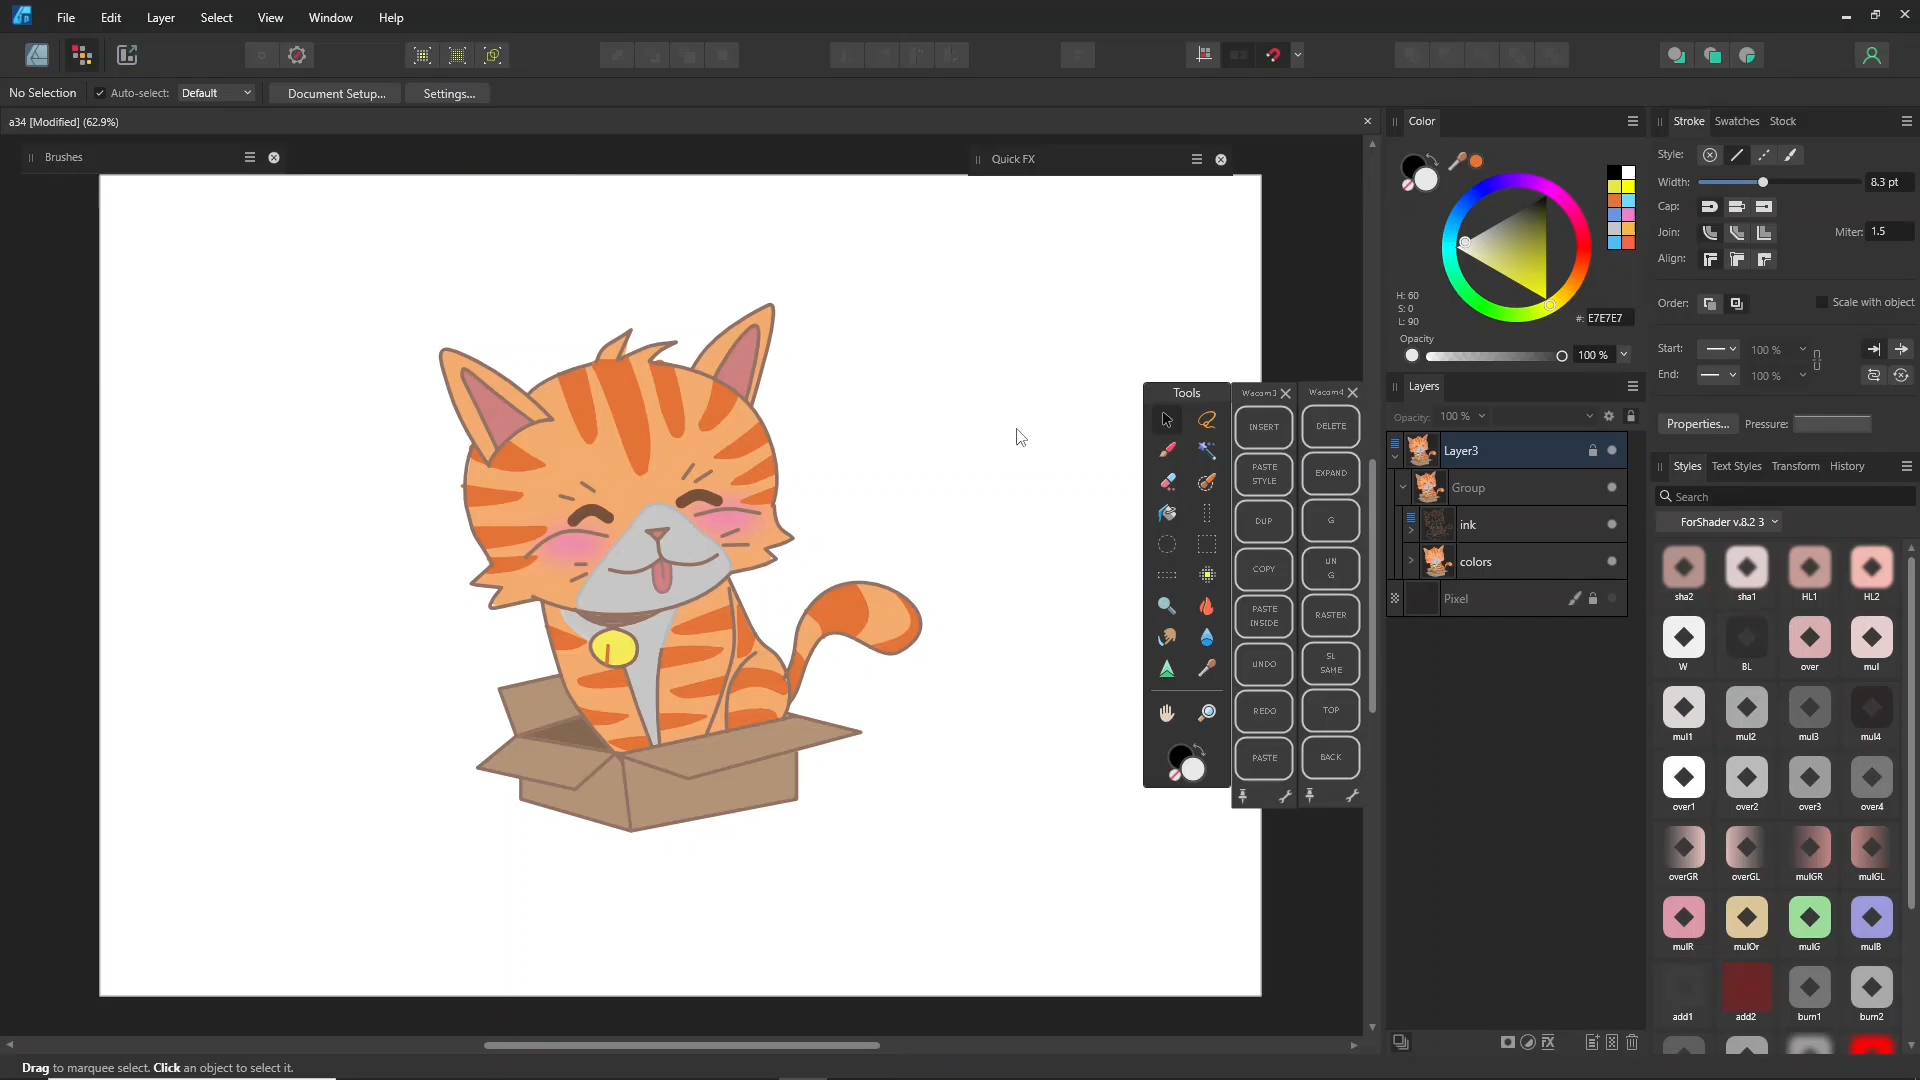 File Edit Layer Select View Window Help
No Selection Auto-select: Default Document Setup... Settings...
a34 [Modified] (62.9%)
Brushes
Quick FX
Tools
Wacom4
INSERT
PASTE
STYLE
DUP
COPY
PASTE
INSIDE
UNDO
REDO
PASTE
DELETE
EXPAND
G
UN
G
RASTER
SL
SAME
TOP
BACK
Color
H: 60
S: 0
L: 90
#: E7E7E7
Opacity
100 %
Layers
Opacity: 100 %
Layer3
Group
ink
colors
Pixel
Stroke Swatches Stock
Style:
Width: 8.3 pt
Cap:
Join: Miter: 1.5
Align:
Order: Scale with object
Start: 100 %
End: 100 %
Properties... Pressure:
Styles Text Styles Transform History
Search
ForShader v.8.2 3
sha2 sha1 HL1 HL2
W BL over mul
mul1 mul2 mul3 mul4
over1 over2 over3 over4
overGR overGL mulGR mulGL
mulR mulOr mulG mulB
add1 add2 burn1 burn2
Drag to marquee select. Click an object to select it.